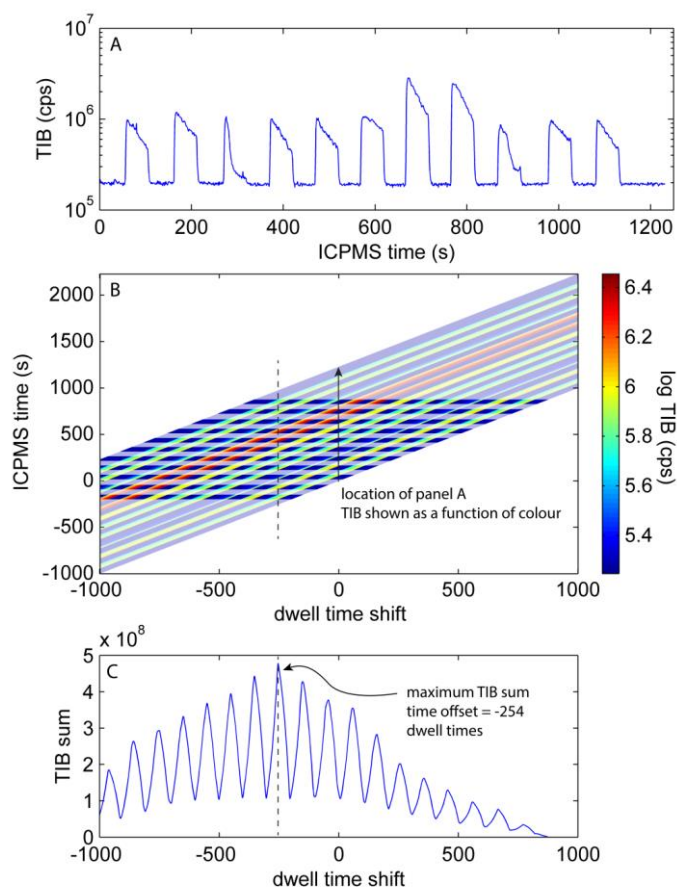 A
10^7
10^6
10^5
TIB (cps)
0 200 400 600 800 1000 1200
ICPMS time (s)
B
2000
1500
1000
500
0
-500
-1000
ICPMS time (s)
location of panel A
TIB shown as a function of colour
-1000 -500 0 500 1000
dwell time shift
6.4
6.2
6
5.8
5.6
5.4
log TIB (cps)
x 10^8
C
5
4
3
2
1
0
TIB sum
maximum TIB sum
time offset = -254
dwell times
-1000 -500 0 500 1000
dwell time shift